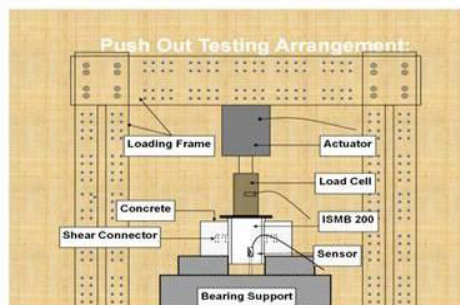 Push Out Testing Arrangement:
Loading Frame
Actuator
Load Cell
Concrete
ISMB 200
Shear Connector
Sensor
Bearing Support